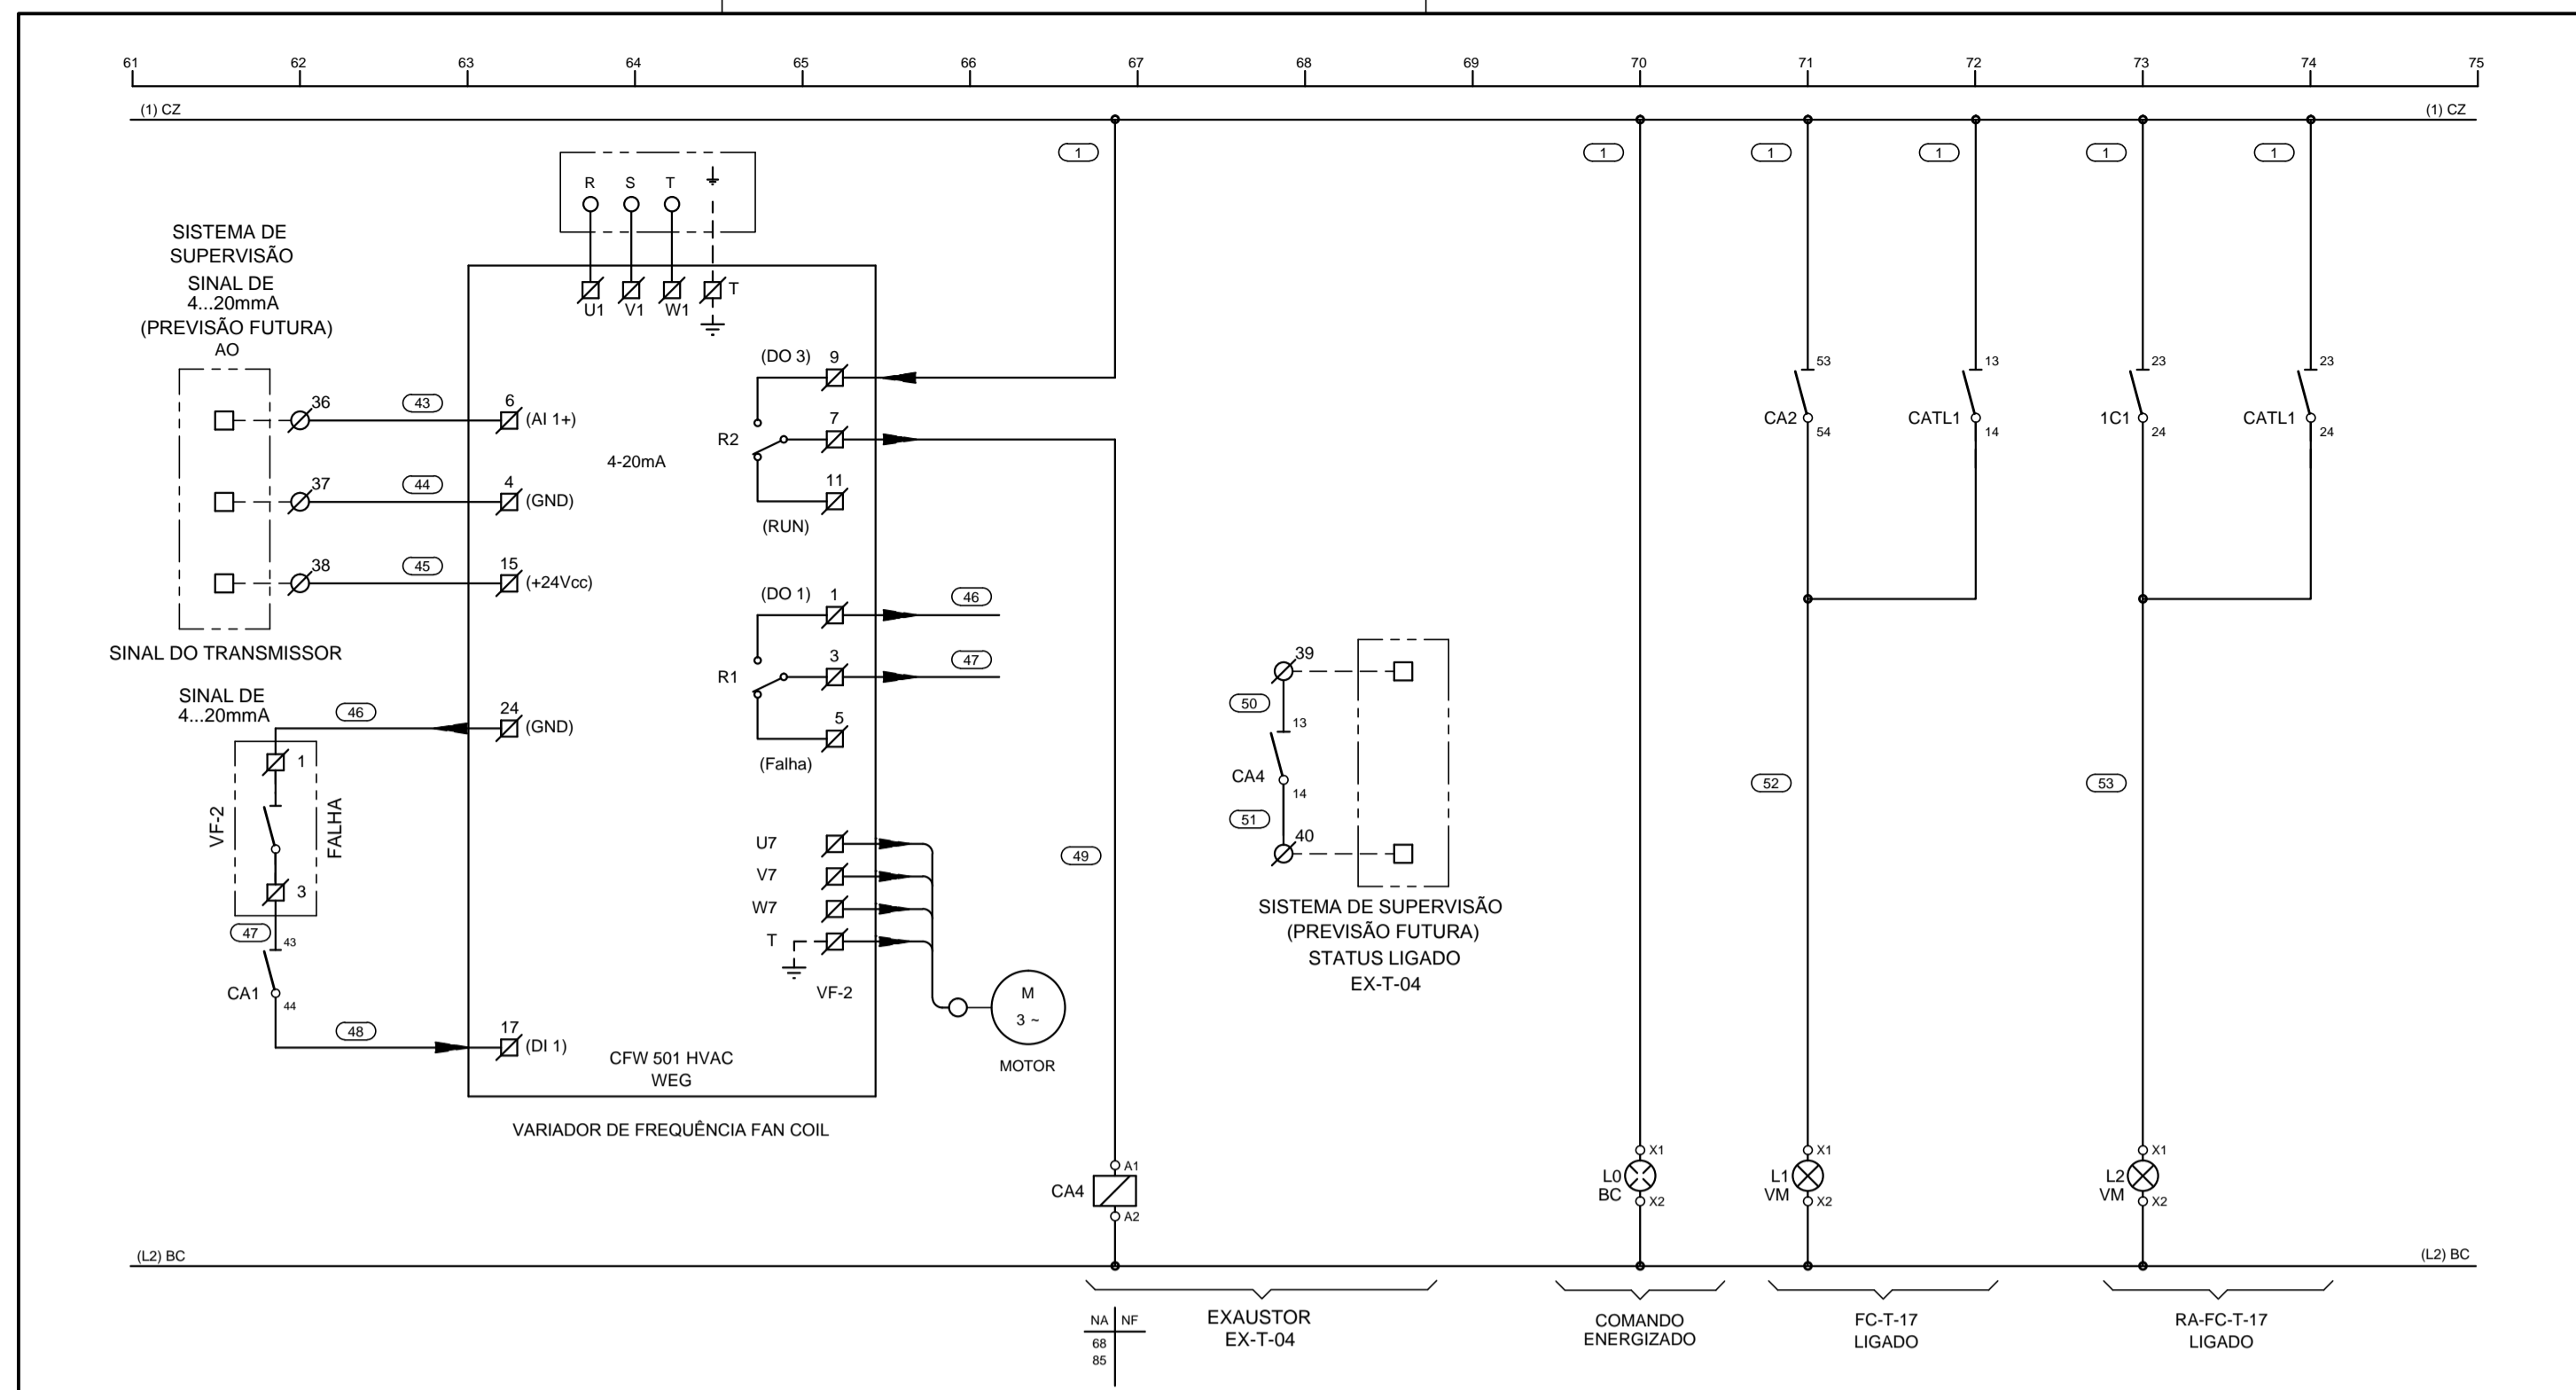 61 62 63 64 65 66 67 68 69 70 71 72 73 74 75
(1) CZ (1) CZ
1 1 1 1 1 1
R S T
U1 V1 W1 T
SISTEMA DE
SUPERVISÃO
SINAL DE
4...20mmA
(PREVISÃO FUTURA)
AO
36 43 6 (AI 1+)
37 44 4 (GND)
38 45 15 (+24Vcc)
SINAL DO TRANSMISSOR
SINAL DE
4...20mmA
46 24 (GND)
1
VF-2
FALHA
3
47 43
CA1
44
48 17 (DI 1)
4-20mA
(DO 3) 9
R2 7
11
(RUN)
(DO 1) 1 46
R1 3 47
5
(Falha)
U7
V7
W7
T
VF-2
CFW 501 HVAC
WEG
M
3 ~
MOTOR
VARIADOR DE FREQUÊNCIA FAN COIL
49
A1
CA4
A2
39
50
13
CA4
14
51
40
SISTEMA DE SUPERVISÃO
(PREVISÃO FUTURA)
STATUS LIGADO
EX-T-04
53 13 23 23
CA2 CATL1 1C1 CATL1
54 14 24 24
52 53
X1 X1 X1
L0 L1 L2
BC VM VM
X2 X2 X2
(L2) BC (L2) BC
NA NF
68
85
EXAUSTOR
EX-T-04
COMANDO
ENERGIZADO
FC-T-17
LIGADO
RA-FC-T-17
LIGADO